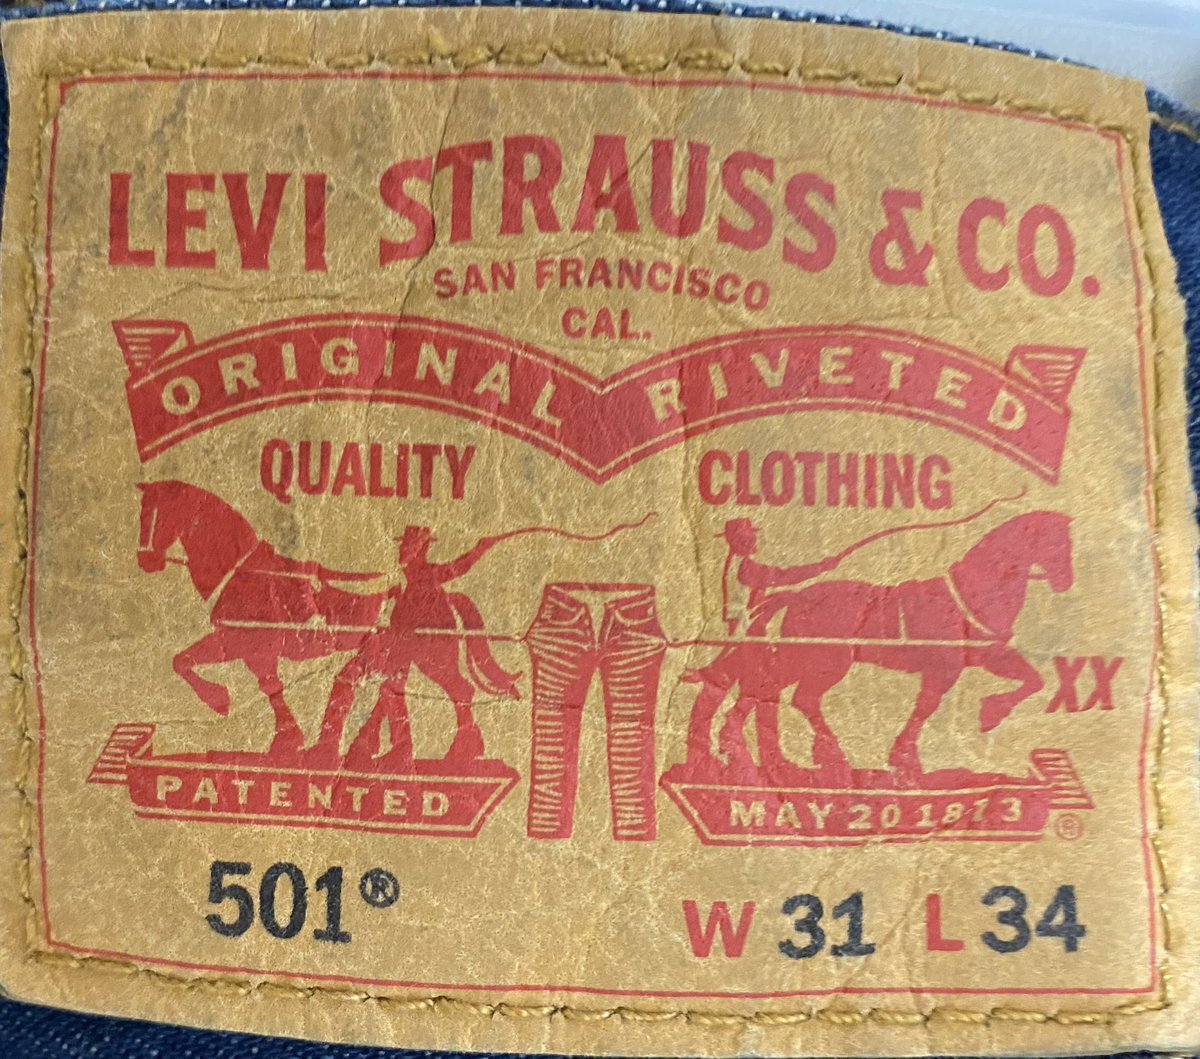 LEVI STRAUSS & CO.
SAN FRANCISCO
CAL.
ORIGINAL RIVETED
QUALITY CLOTHING
XX
PATENTED MAY 20 1873
®
501® W 31 L 34